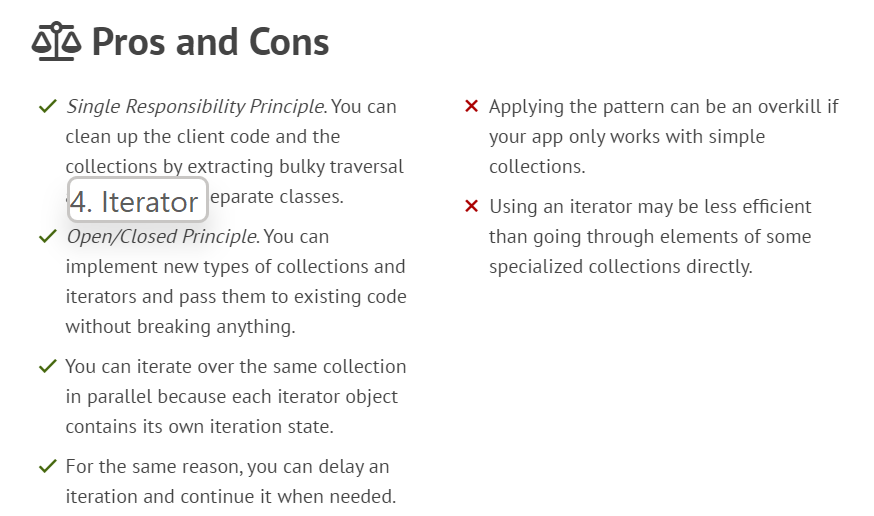 Pros and Cons
Single Responsibility Principle. You can
clean up the client code and the
collections by extracting bulky traversal
eparate classes.
4. Iterator
Open/Closed Principle. You can
implement new types of collections and
iterators and pass them to existing code
without breaking anything.
You can iterate over the same collection
in parallel because each iterator object
contains its own iteration state.
For the same reason, you can delay an
iteration and continue it when needed.
Applying the pattern can be an overkill if
your app only works with simple
collections.
Using an iterator may be less efficient
than going through elements of some
specialized collections directly.